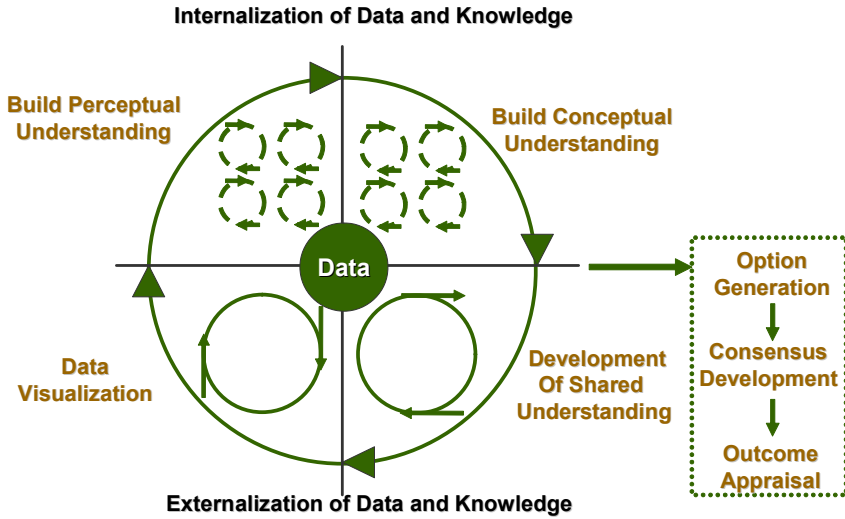 Internalization of Data and Knowledge
Build Perceptual
Understanding
Build Conceptual
Understanding
Data
Option
Generation
Data
Visualization
Development
Of Shared
Understanding
Consensus
Development
Outcome
Appraisal
Externalization of Data and Knowledge